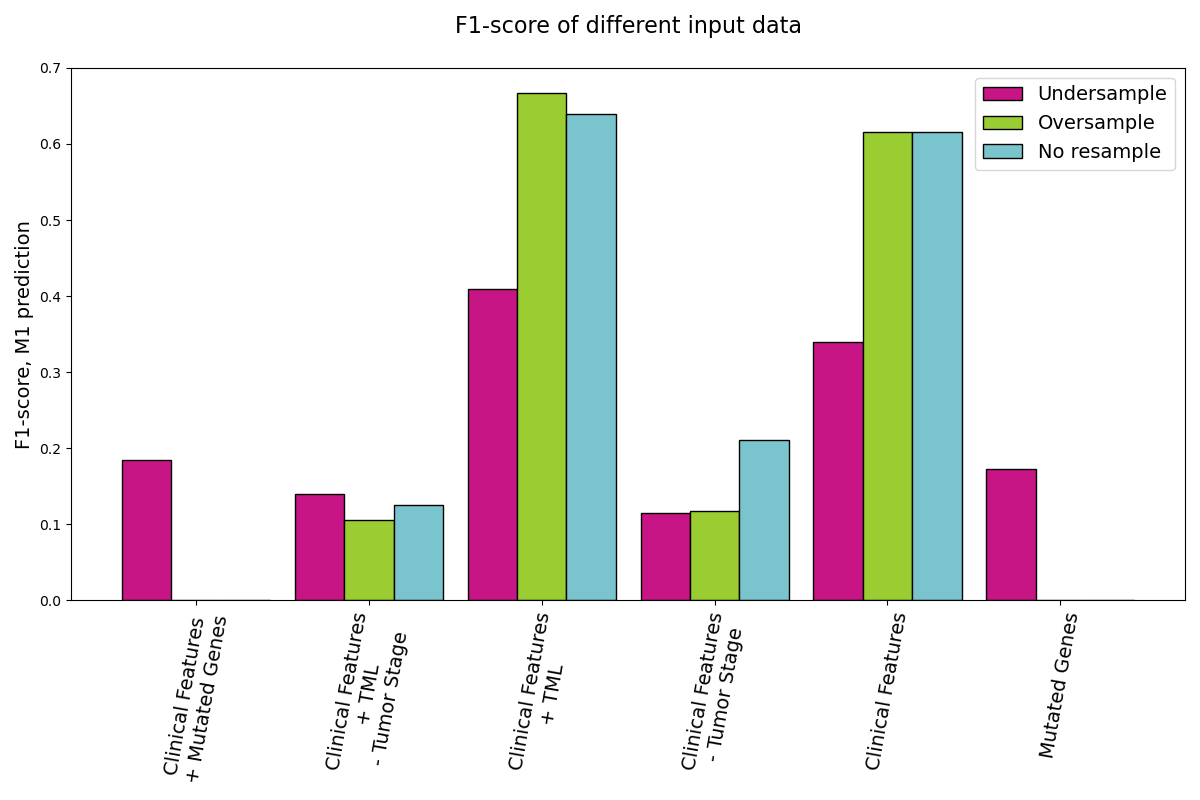 F1-score of different input data
F1-score, M1 prediction
0.7
0.6
0.5
0.4
0.3
0.2
0.1
0.0
Undersample
Oversample
No resample
Clinical Features
+ Mutated Genes
Clinical Features
+ TML
- Tumor Stage
Clinical Features
+ TML
Clinical Features
- Tumor Stage
Clinical Features
Mutated Genes